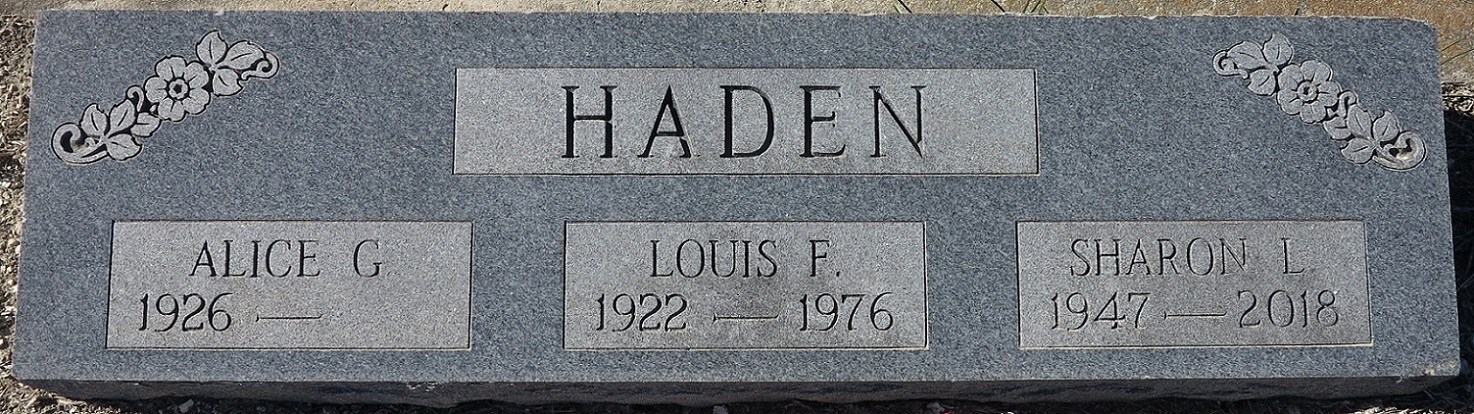 HADEN
ALICE G.
1926 —
LOUIS F.
1922 — 1976
SHARON L.
1947 — 2018